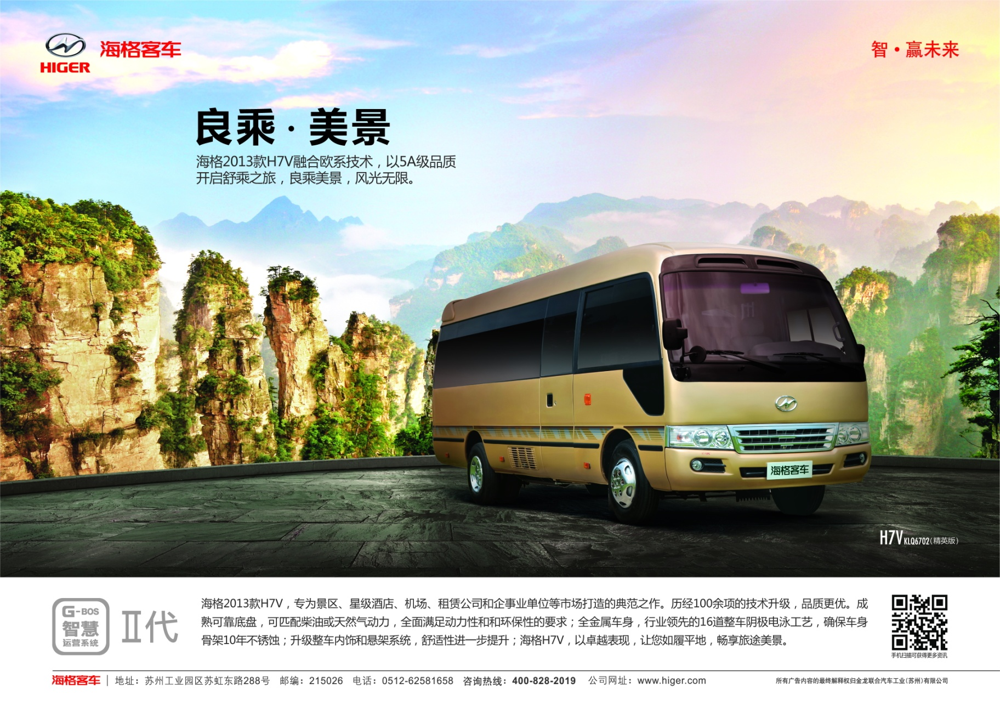 HIGER
海格客车
智·赢未来
良乘·美景
海格2013款H7V融合欧系技术，以5A级品质
开启舒乘之旅，良乘美景，风光无限。
海格客车
H7V KLQ6702(精英版)
G-BOS
智慧
运营系统
II代
海格2013款H7V，专为景区、星级酒店、机场、租赁公司和企事业单位等市场打造的典范之作。历经100余项的技术升级，品质更优。成
熟可靠底盘，可匹配柴油或天然气动力，全面满足动力性和和环保性的要求；全金属车身，行业领先的16道整车阴极电泳工艺，确保车身
骨架10年不锈蚀；升级整车内饰和悬架系统，舒适性进一步提升；海格H7V，以卓越表现，让您如履平地，畅享旅途美景。
手机扫描可获得更多资讯
海格客车 | 地址：苏州工业园区苏虹东路288号 邮编：215026 电话：0512-62581658 咨询热线：400-828-2019 公司网址：www.higer.com
所有广告内容的最终解释权归金龙联合汽车工业(苏州)有限公司